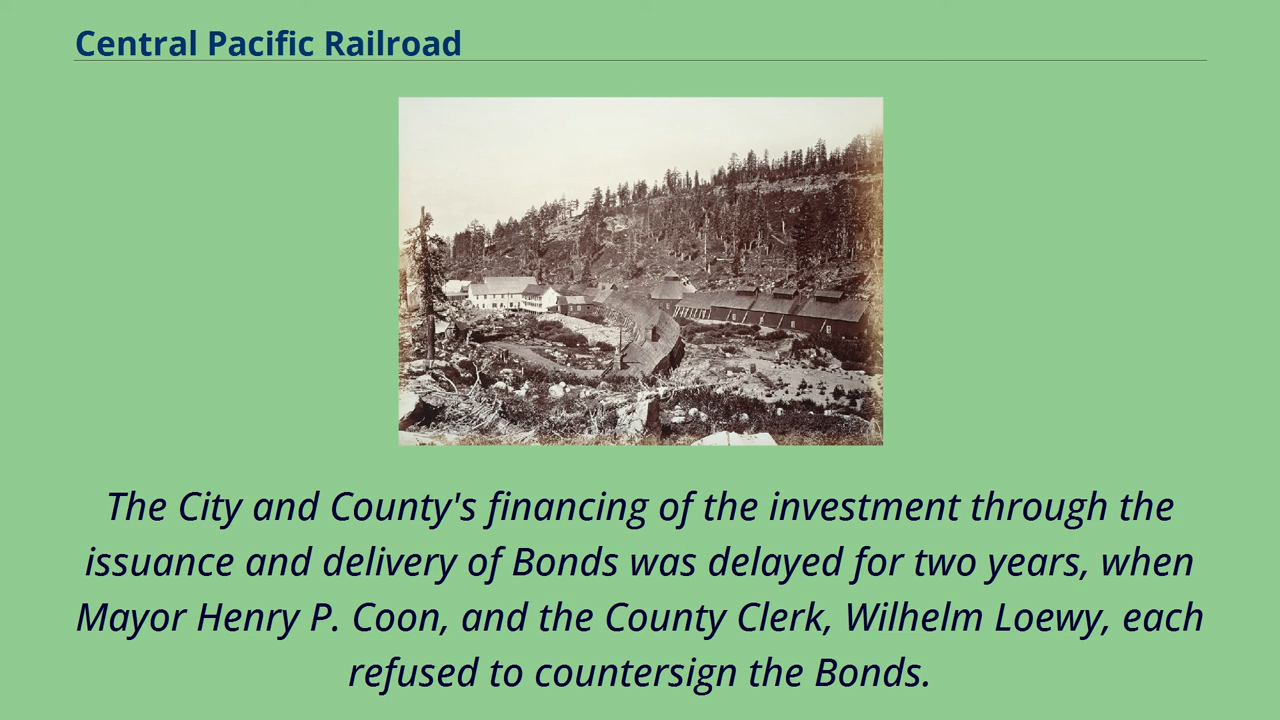 Central Pacific Railroad
The City and County's financing of the investment through the
issuance and delivery of Bonds was delayed for two years, when
Mayor Henry P. Coon, and the County Clerk, Wilhelm Loewy, each
refused to countersign the Bonds.